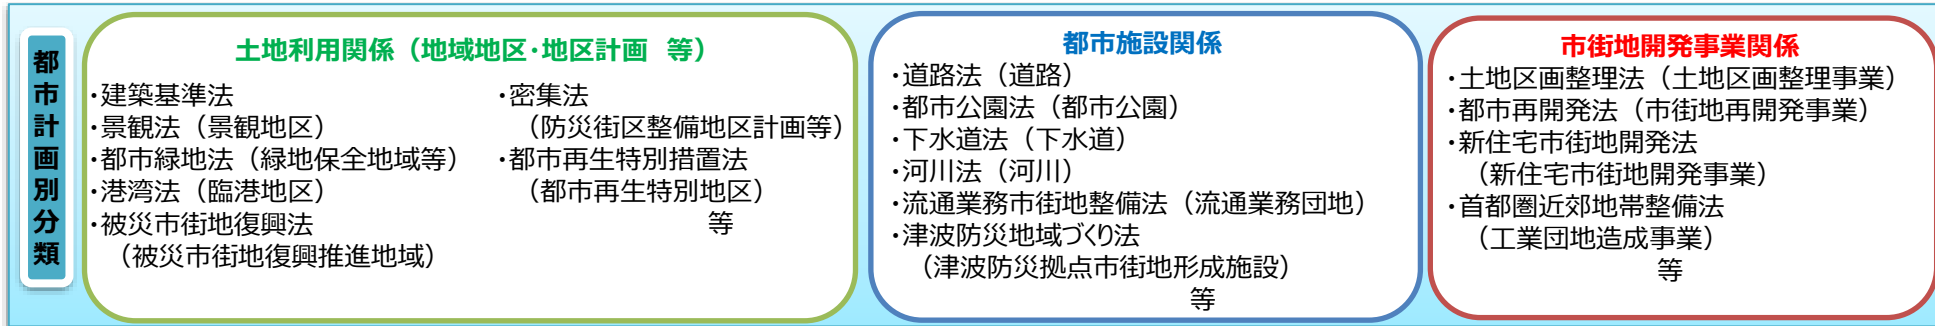 都市計画別分類
土地利用関係（地域地区・地区計画 等）
・建築基準法
・景観法（景観地区）
・都市緑地法（緑地保全地域等）
・港湾法（臨港地区）
・被災市街地復興法
（被災市街地復興推進地域）
・密集法
（防災街区整備地区計画等）
・都市再生特別措置法
（都市再生特別地区）
等
都市施設関係
・道路法（道路）
・都市公園法（都市公園）
・下水道法（下水道）
・河川法（河川）
・流通業務市街地整備法（流通業務団地）
・津波防災地域づくり法
（津波防災拠点市街地形成施設）
等
市街地開発事業関係
・土地区画整理法（土地区画整理事業）
・都市再開発法（市街地再開発事業）
・新住宅市街地開発法
（新住宅市街地開発事業）
・首都圏近郊地帯整備法
（工業団地造成事業）
等